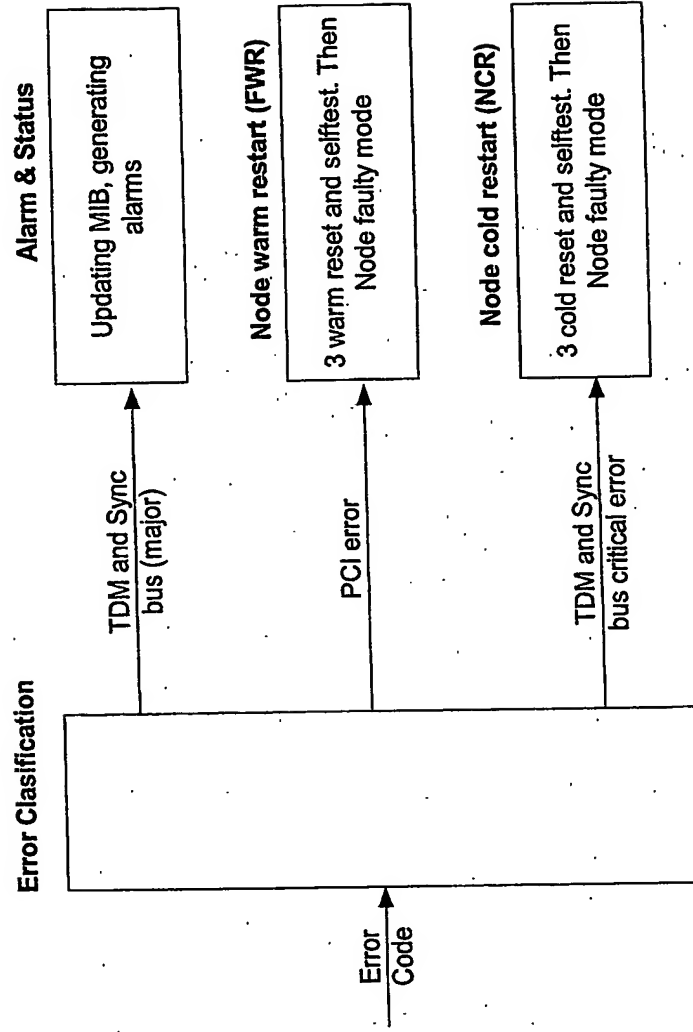 Error Clasification
Error
Code
TDM and Sync
bus (major)
PCI error
TDM and Sync
bus critical error
Alarm & Status
Updating MIB, generating
alarms
Node warm restart (FWR)
3 warm reset and selftest. Then
Node faulty mode
Node cold restart (NCR)
3 cold reset and selftest. Then
Node faulty mode